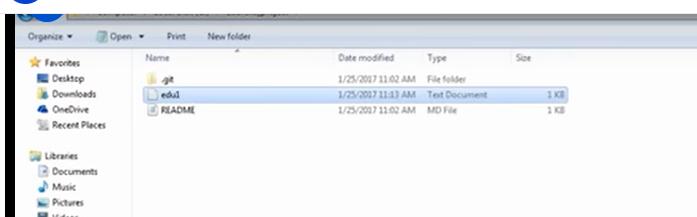 Organize Open Print New folder
Name Date modified Type Size
Favorites
Desktop
Downloads
OneDrive
Recent Places
Libraries
Documents
Music
Pictures
.git 1/25/2017 11:02 AM File folder
edu1 1/25/2017 11:13 AM Text Document 1 KB
README 1/25/2017 11:02 AM MD File 1 KB